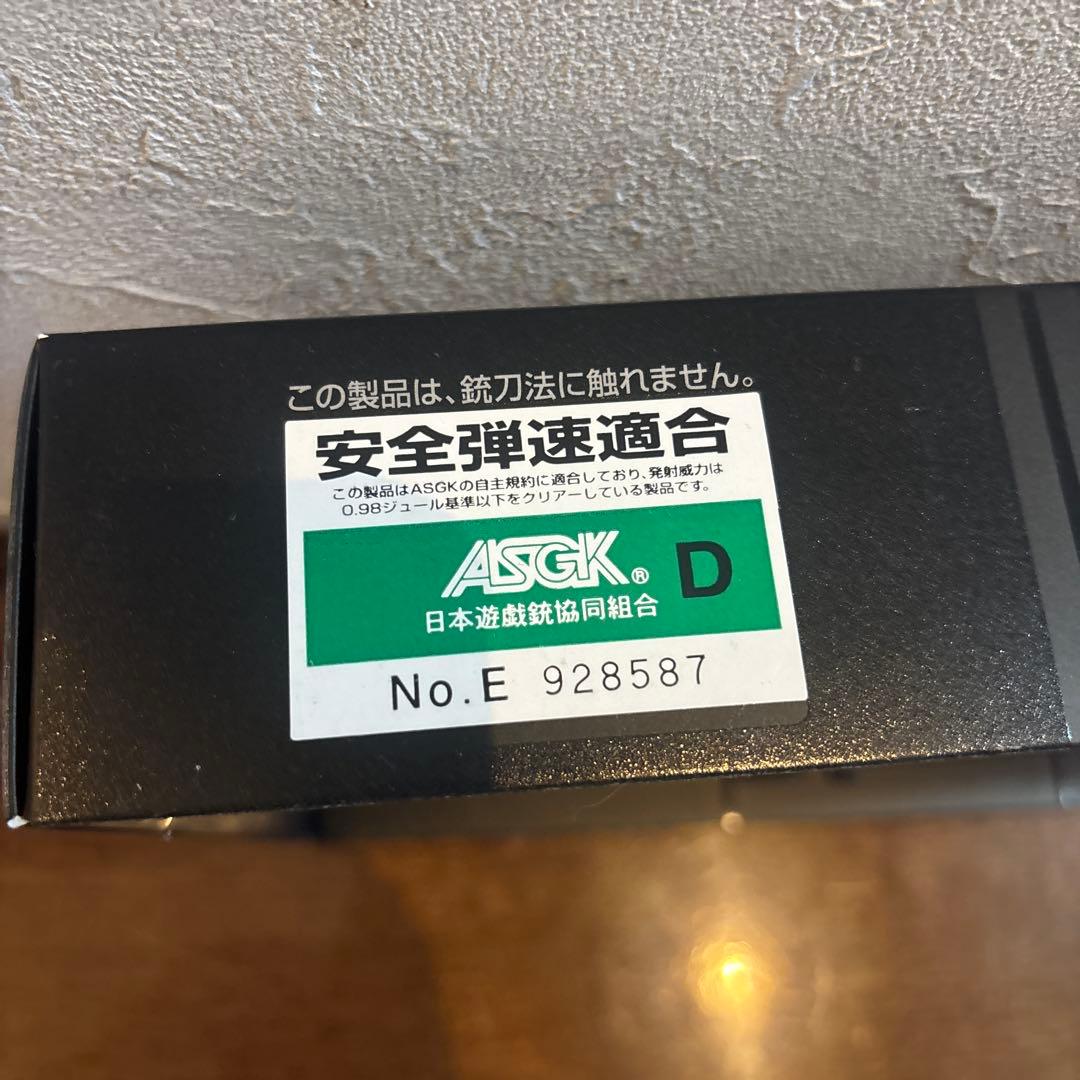 この製品は、銃刀法に触れません。
安全弾速適合
この製品はASGKの自主規約に適合しており、発射威力は
0.98ジュール基準以下をクリアーしている製品です。
ASGK® D
日本遊戯銃協同組合
No.E 928587